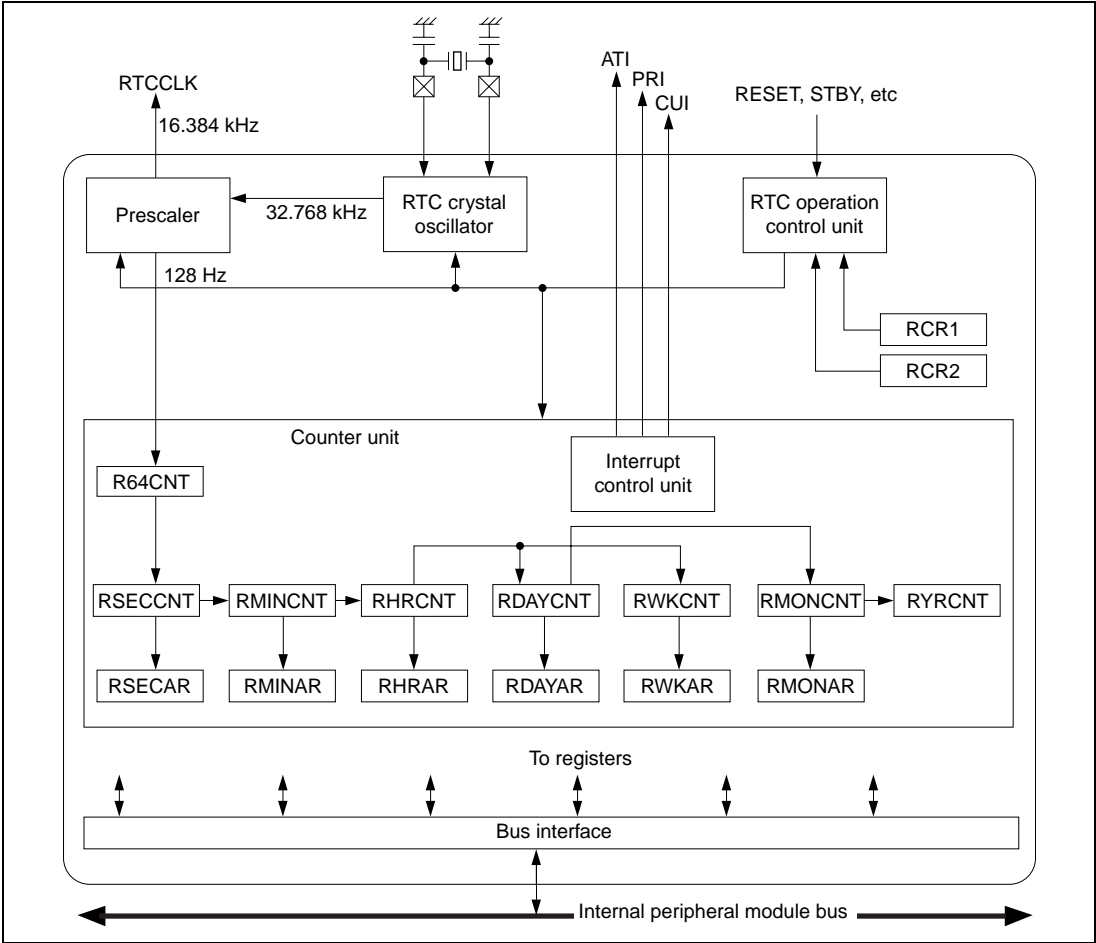 ATI
PRI
CUI
RTCCLK
RESET, STBY, etc
16.384 kHz
Prescaler
32.768 kHz
RTC crystal
oscillator
RTC operation
control unit
128 Hz
RCR1
RCR2
Counter unit
Interrupt
control unit
R64CNT
RSECCNT
RMINCNT
RHRCNT
RDAYCNT
RWKCNT
RMONCNT
RYRCNT
RSECAR
RMINAR
RHRAR
RDAYAR
RWKAR
RMONAR
To registers
Bus interface
Internal peripheral module bus